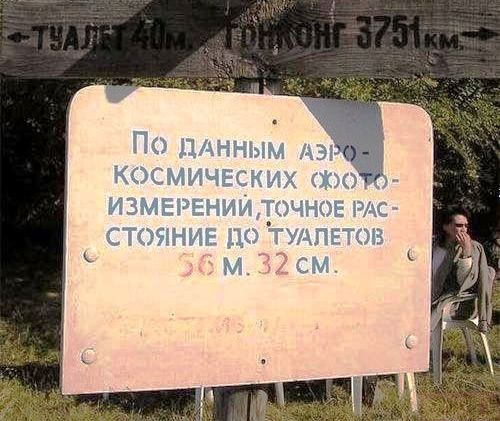 ТУАЛЕТ 40м. ГОНКОНГ 3751км.
По ДАННЫМ АЭРО-
КОСМИЧЕСКИХ ФОТО-
ИЗМЕРЕНИЙ, ТОЧНОЕ РАС-
СТОЯНИЕ ДО ТУАЛЕТОВ
56 м. 32 см.